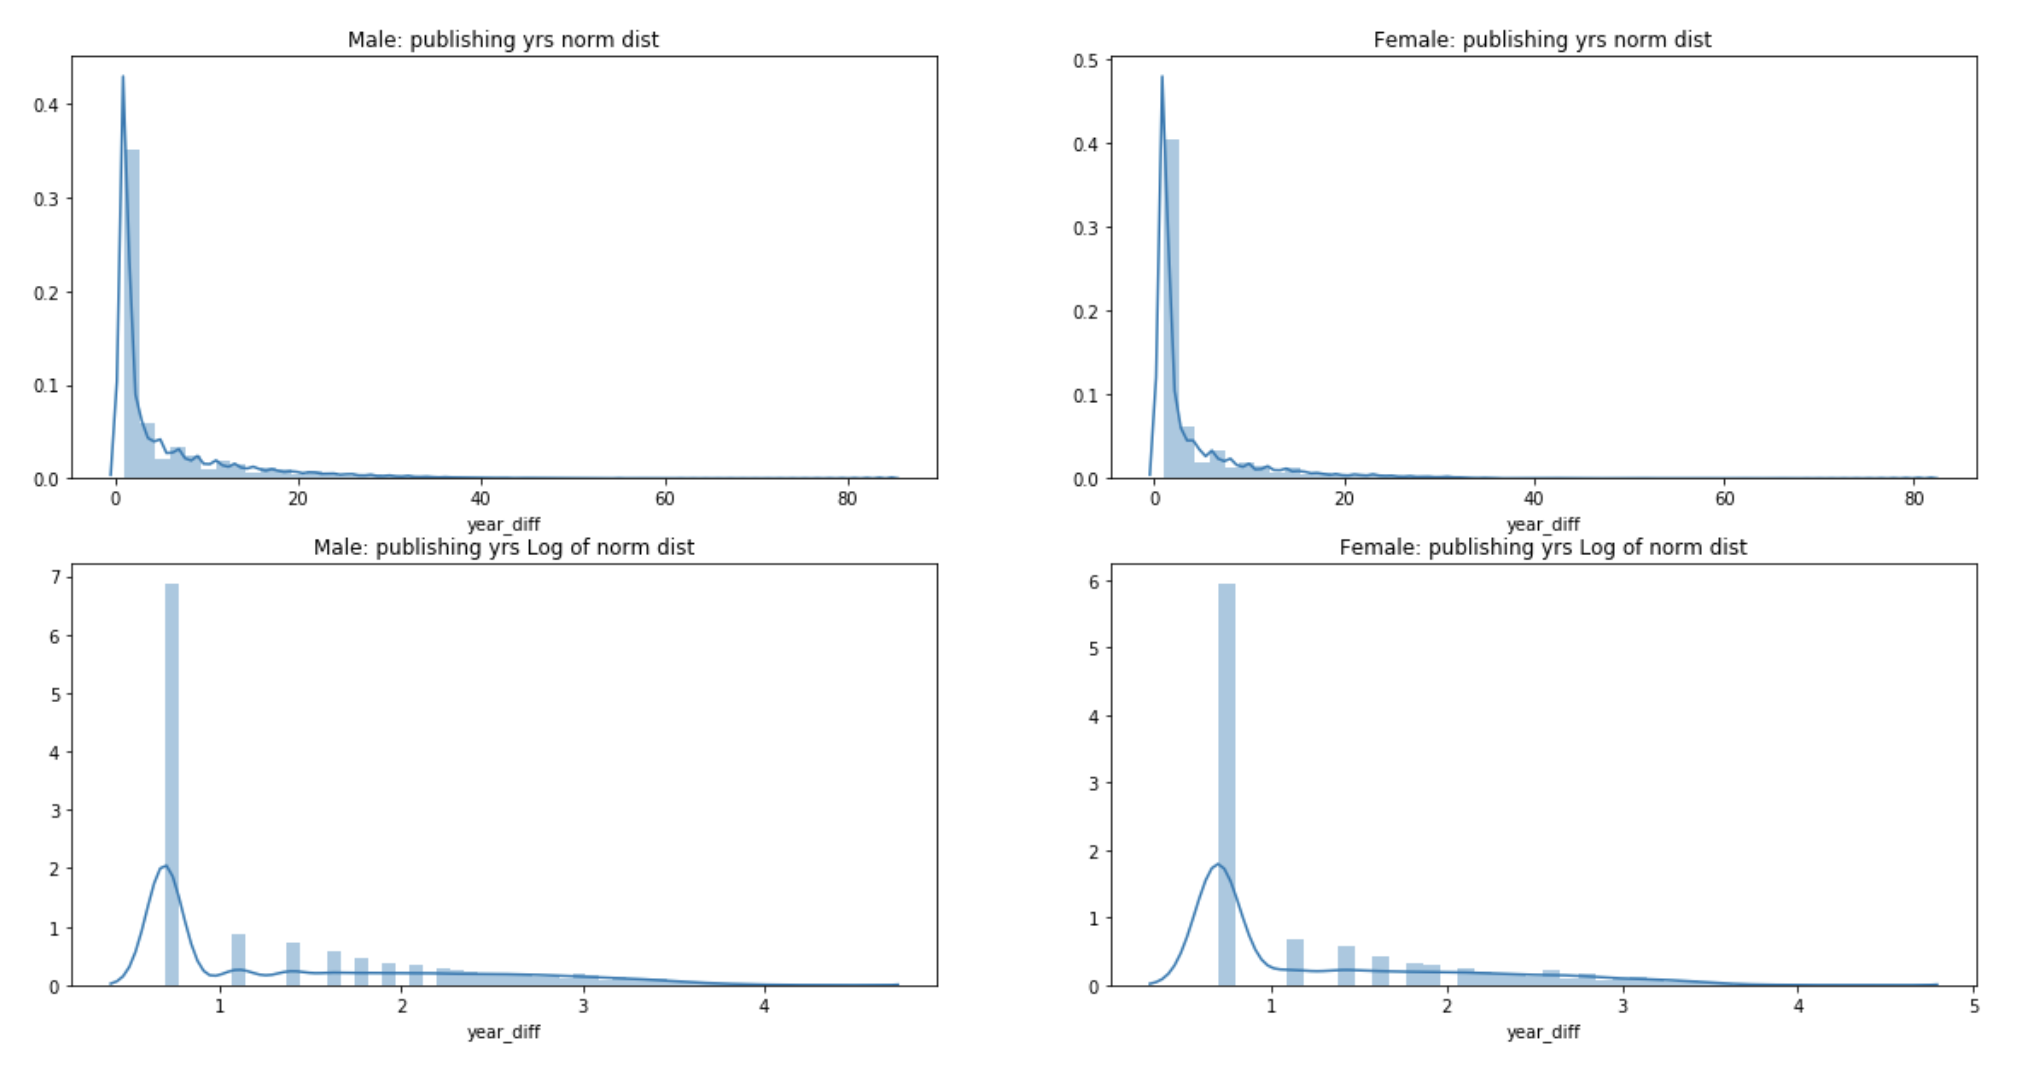 Male: publishing yrs norm dist
0.4
0.3
0.2
0.1
0.0
0 20 40 60 80
year_diff
Female: publishing yrs norm dist
0.5
0.4
0.3
0.2
0.1
0.0
0 20 40 60 80
year_diff
Male: publishing yrs Log of norm dist
7
6
5
4
3
2
1
0
1 2 3 4
year_diff
Female: publishing yrs Log of norm dist
6
5
4
3
2
1
0
1 2 3 4 5
year_diff